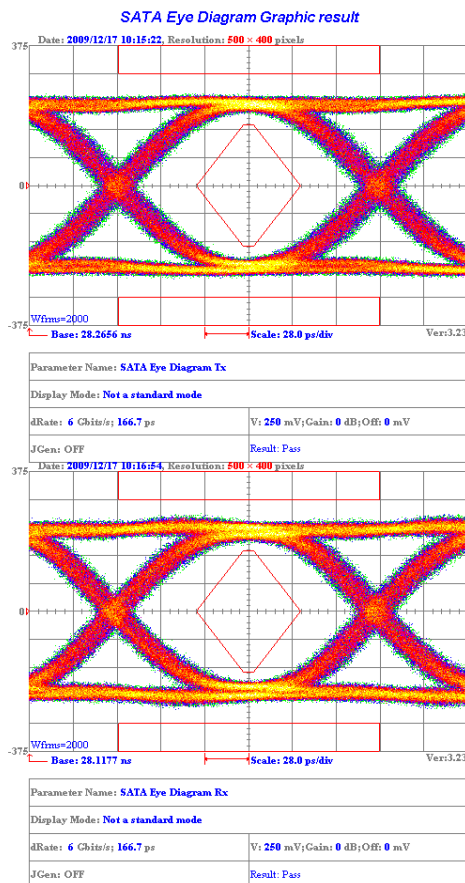 SATA Eye Diagram Graphic result
Date: 2009/12/17 10:15:22, Resolution: 500 × 400 pixels
375
0
-375
Wfrms=2000
Base: 28.2656 ns
Scale: 28.0 ps/div
Ver:3.23
Parameter Name: SATA Eye Diagram Tx
Display Mode: Not a standard mode
dRate: 6 Gbits/s; 166.7 ps
V: 250 mV;Gain: 0 dB;Off: 0 mV
JGen: OFF
Result: Pass
Date: 2009/12/17 10:16:54, Resolution: 500 × 400 pixels
375
0
-375
Wfrms=2000
Base: 28.1177 ns
Scale: 28.0 ps/div
Ver:3.23
Parameter Name: SATA Eye Diagram Rx
Display Mode: Not a standard mode
dRate: 6 Gbits/s; 166.7 ps
V: 250 mV;Gain: 0 dB;Off: 0 mV
JGen: OFF
Result: Pass